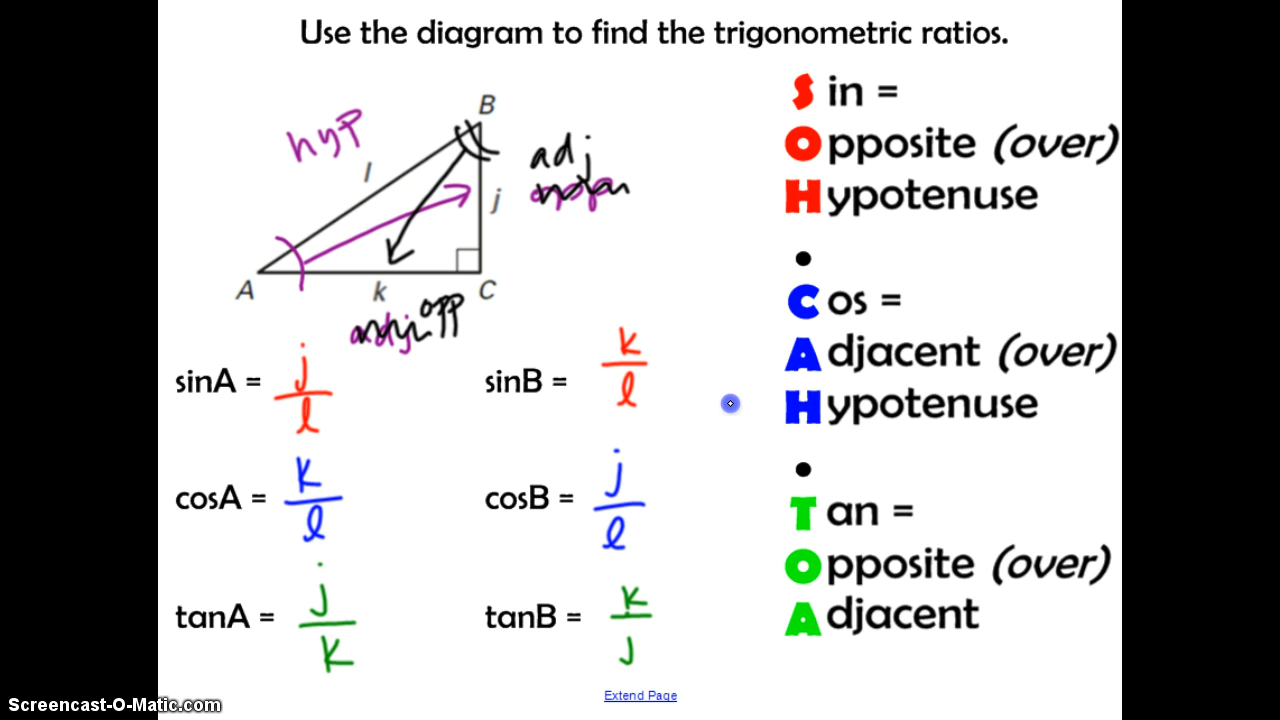 Use the diagram to find the trigonometric ratios.
B
hyp
adj
l
j
A
k
C
opp
sinA = j/l
sinB = k/l
cosA = k/l
cosB = j/l
tanA = j/k
tanB = k/j
Sin =
Opposite (over)
Hypotenuse
•
Cos =
Adjacent (over)
Hypotenuse
•
Tan =
Opposite (over)
Adjacent
Extend Page
Screencast-O-Matic.com